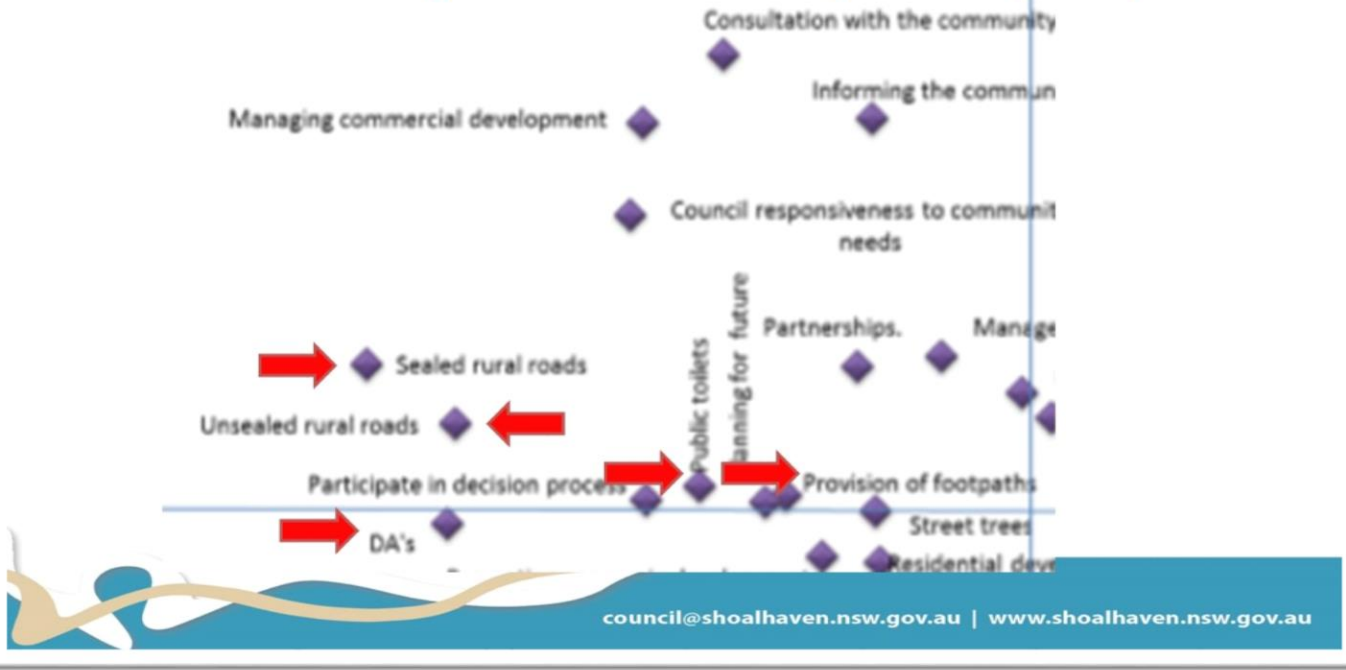 Consultation with the community
Informing the commun
Managing commercial development
Council responsiveness to communit
needs
Public toilets
anning for future
Partnerships.
Manage
Sealed rural roads
Unsealed rural roads
Participate in decision process
Provision of footpaths
DA's
Street trees
Residential deve
council@shoalhaven.nsw.gov.au | www.shoalhaven.nsw.gov.au